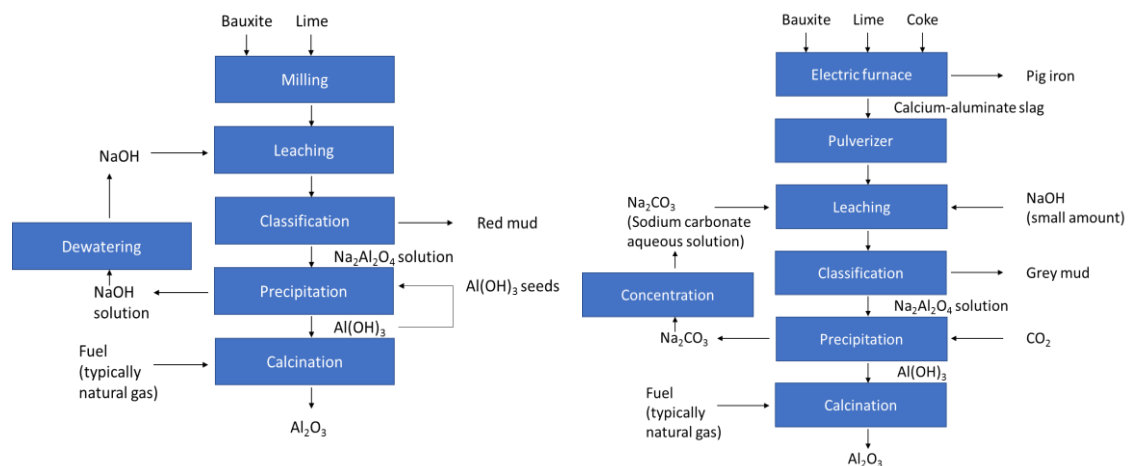 Bauxite Lime
Milling
NaOH
Leaching
Classification
Red mud
Dewatering
Na₂Al₂O₄ solution
NaOH
solution
Precipitation
Al(OH)₃ seeds
Al(OH)₃
Fuel
(typically
natural gas)
Calcination
Al₂O₃
Bauxite Lime Coke
Electric furnace
Pig iron
Calcium-aluminate slag
Pulverizer
Na₂CO₃
(Sodium carbonate
aqueous solution)
Leaching
NaOH
(small amount)
Classification
Grey mud
Concentration
Na₂Al₂O₄ solution
Na₂CO₃
Precipitation
CO₂
Al(OH)₃
Fuel
(typically
natural gas)
Calcination
Al₂O₃